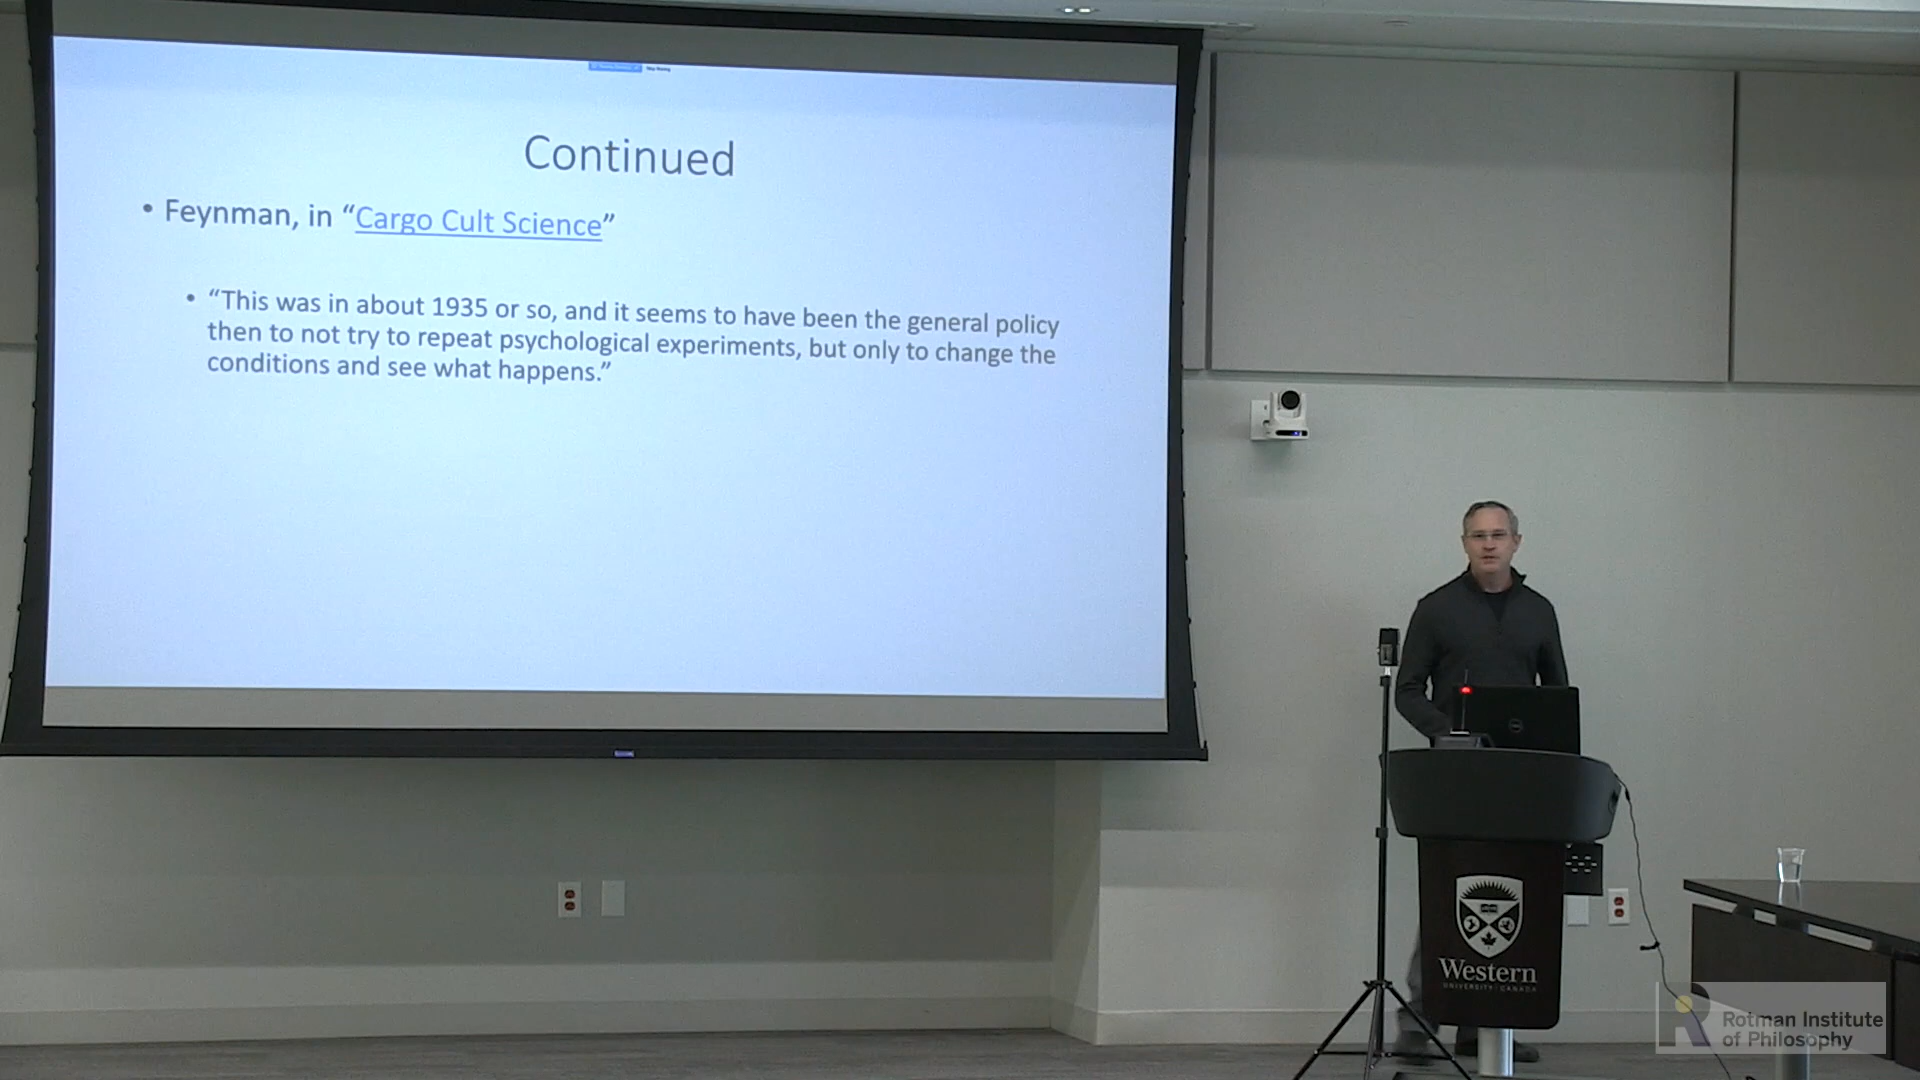 Continued
• Feynman, in “Cargo Cult Science”
• “This was in about 1935 or so, and it seems to have been the general policy
then to not try to repeat psychological experiments, but only to change the
conditions and see what happens.”
Western
UNIVERSITY · CANADA
Rotman Institute
of Philosophy